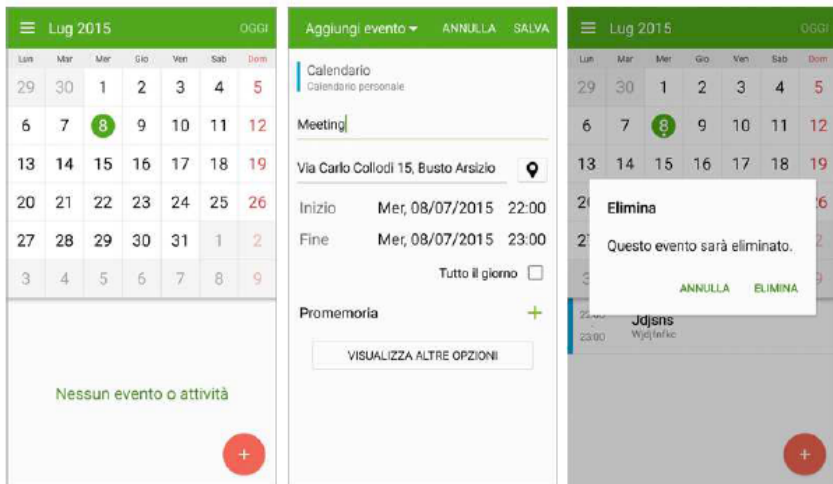 Lug 2015 OGGI
Lun Mar Mer Gio Ven Sab Dom
29 30 1 2 3 4 5
6 7 8 9 10 11 12
13 14 15 16 17 18 19
20 21 22 23 24 25 26
27 28 29 30 31 1 2
3 4 5 6 7 8 9
Nessun evento o attività
+
Aggiungi evento ANNULLA SALVA
Calendario
Calendario personale
Meeting
Via Carlo Collodi 15, Busto Arsizio
Inizio Mer, 08/07/2015 22:00
Fine Mer, 08/07/2015 23:00
Tutto il giorno
Promemoria +
VISUALIZZA ALTRE OPZIONI
Lug 2015 OGGI
Lun Mar Mer Gio Ven Sab Dom
29 30 1 2 3 4 5
6 7 8 9 10 11 12
13 14 15 16 17 18 19
Elimina
Questo evento sarà eliminato.
ANNULLA ELIMINA
22:00 Jdjsns
23:00
+